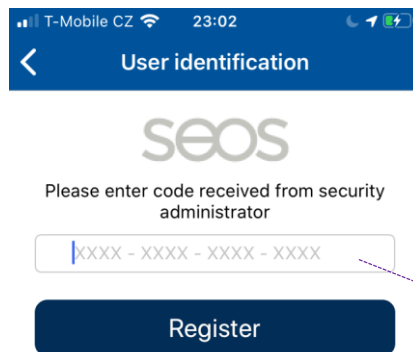 T-Mobile CZ 23:02
User identification
seos
Please enter code received from security
administrator
XXXX - XXXX - XXXX - XXXX
Register